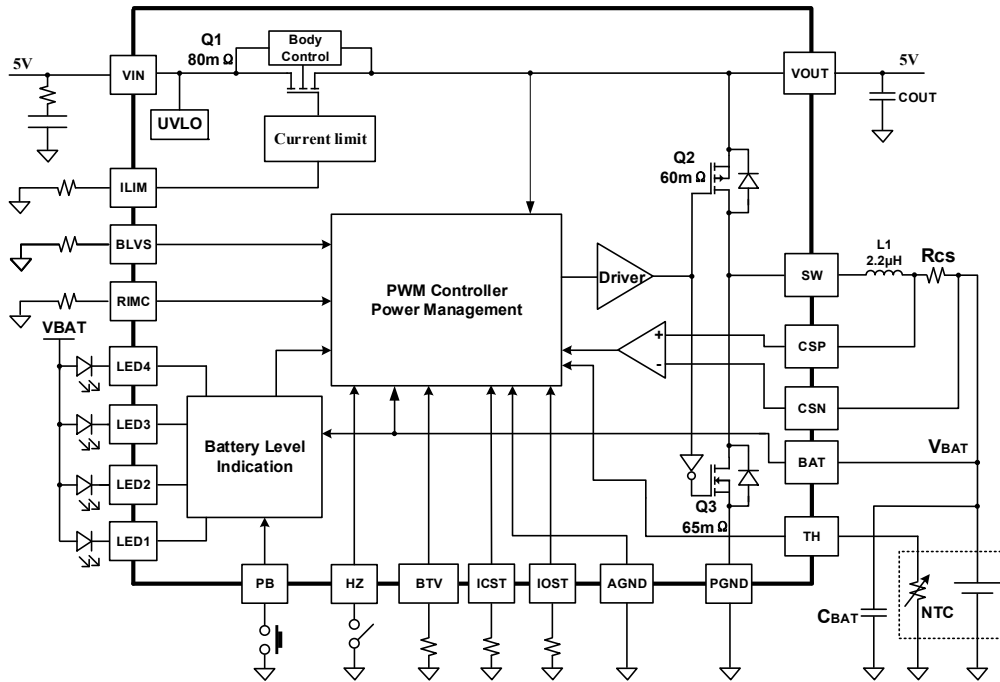 Q1
80mΩ
Body
Control
5V
VIN
VOUT
5V
COUT
UVLO
Current limit
ILIM
Q2
60mΩ
BLVS
L1
2.2μH
RCS
SW
Driver
PWM Controller
Power Management
RIMC
VBAT
+
-
CSP
LED4
CSN
LED3
Battery Level
Indication
BAT
VBAT
LED2
Q3
65mΩ
TH
LED1
PB
HZ
BTV
ICST
IOST
AGND
PGND
CBAT
NTC